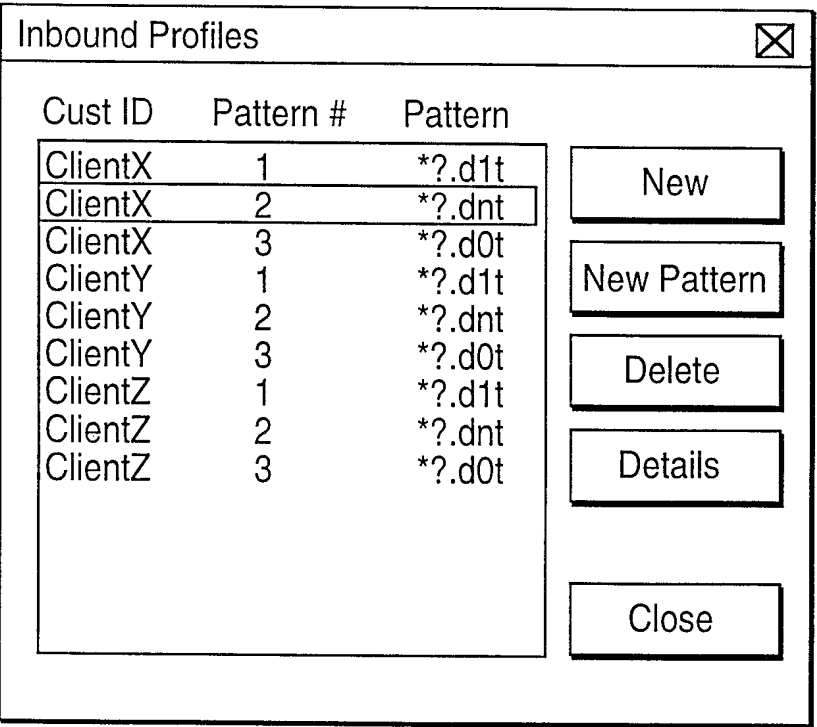 Inbound Profiles
Cust ID Pattern # Pattern
ClientX 1 *?.d1t
ClientX 2 *?.dnt
ClientX 3 *?.d0t
ClientY 1 *?.d1t
ClientY 2 *?.dnt
ClientY 3 *?.d0t
ClientZ 1 *?.d1t
ClientZ 2 *?.dnt
ClientZ 3 *?.d0t
New
New Pattern
Delete
Details
Close